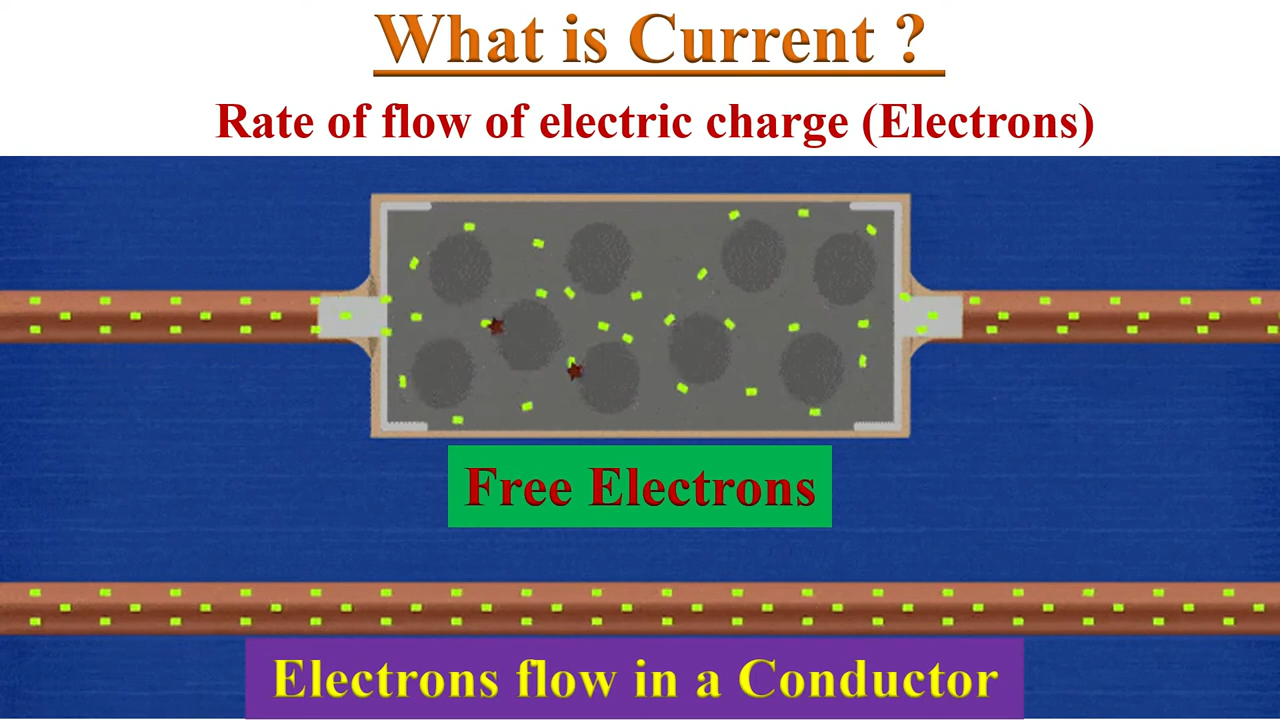 What is Current ?
Rate of flow of electric charge (Electrons)
Free Electrons
Electrons flow in a Conductor